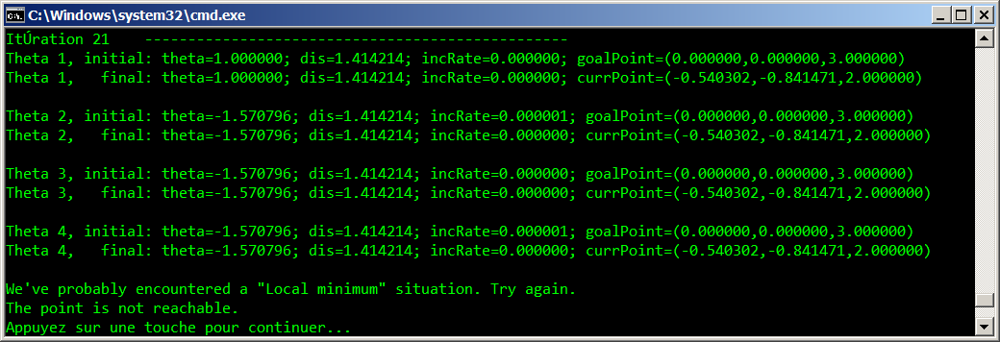 C:\Windows\system32\cmd.exe
ItÚration 21    -------------------------------------------------
Theta 1, initial: theta=1.000000; dis=1.414214; incRate=0.000000; goalPoint=(0.000000,0.000000,3.000000)
Theta 1,   final: theta=1.000000; dis=1.414214; incRate=0.000000; currPoint=(-0.540302,-0.841471,2.000000)
Theta 2, initial: theta=-1.570796; dis=1.414214; incRate=0.000001; goalPoint=(0.000000,0.000000,3.000000)
Theta 2,   final: theta=-1.570796; dis=1.414214; incRate=0.000000; currPoint=(-0.540302,-0.841471,2.000000)
Theta 3, initial: theta=-1.570796; dis=1.414214; incRate=0.000000; goalPoint=(0.000000,0.000000,3.000000)
Theta 3,   final: theta=-1.570796; dis=1.414214; incRate=0.000000; currPoint=(-0.540302,-0.841471,2.000000)
Theta 4, initial: theta=-1.570796; dis=1.414214; incRate=0.000001; goalPoint=(0.000000,0.000000,3.000000)
Theta 4,   final: theta=-1.570796; dis=1.414214; incRate=0.000000; currPoint=(-0.540302,-0.841471,2.000000)
We've probably encountered a "Local minimum" situation. Try again.
The point is not reachable.
Appuyez sur une touche pour continuer...